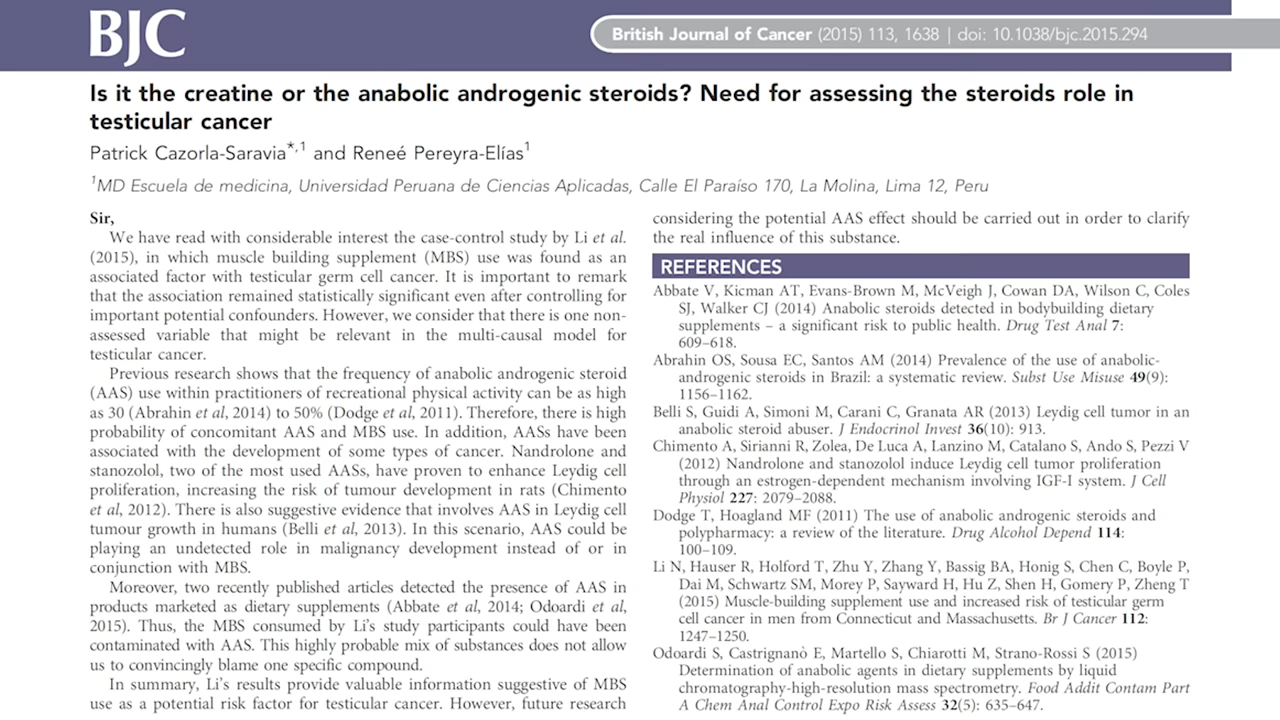 BJC
British Journal of Cancer (2015) 113, 1638 | doi: 10.1038/bjc.2015.294
Is it the creatine or the anabolic androgenic steroids? Need for assessing the steroids role in
testicular cancer
Patrick Cazorla-Saravia*,1 and Reneé Pereyra-Elías1
1MD Escuela de medicina, Universidad Peruana de Ciencias Aplicadas, Calle El Paraíso 170, La Molina, Lima 12, Peru
Sir,
We have read with considerable interest the case-control study by Li et al.
(2015), in which muscle building supplement (MBS) use was found as an
associated factor with testicular germ cell cancer. It is important to remark
that the association remained statistically significant even after controlling for
important potential confounders. However, we consider that there is one non-
assessed variable that might be relevant in the multi-causal model for
testicular cancer.
Previous research shows that the frequency of anabolic androgenic steroid
(AAS) use within practitioners of recreational physical activity can be as high
as 30 (Abrahin et al, 2014) to 50% (Dodge et al, 2011). Therefore, there is high
probability of concomitant AAS and MBS use. In addition, AASs have been
associated with the development of some types of cancer. Nandrolone and
stanozolol, two of the most used AASs, have proven to enhance Leydig cell
proliferation, increasing the risk of tumour development in rats (Chimento
et al, 2012). There is also suggestive evidence that involves AAS in Leydig cell
tumour growth in humans (Belli et al, 2013). In this scenario, AAS could be
playing an undetected role in malignancy development instead of or in
conjunction with MBS.
Moreover, two recently published articles detected the presence of AAS in
products marketed as dietary supplements (Abbate et al, 2014; Odoardi et al,
2015). Thus, the MBS consumed by Li's study participants could have been
contaminated with AAS. This highly probable mix of substances does not allow
us to convincingly blame one specific compound.
In summary, Li's results provide valuable information suggestive of MBS
use as a potential risk factor for testicular cancer. However, future research
considering the potential AAS effect should be carried out in order to clarify
the real influence of this substance.
REFERENCES
Abbate V, Kicman AT, Evans-Brown M, McVeigh J, Cowan DA, Wilson C, Coles
SJ, Walker CJ (2014) Anabolic steroids detected in bodybuilding dietary
supplements – a significant risk to public health. Drug Test Anal 7:
609–618.
Abrahin OS, Sousa EC, Santos AM (2014) Prevalence of the use of anabolic-
androgenic steroids in Brazil: a systematic review. Subst Use Misuse 49(9):
1156–1162.
Belli S, Guidi A, Simoni M, Carani C, Granata AR (2013) Leydig cell tumor in an
anabolic steroid abuser. J Endocrinol Invest 36(10): 913.
Chimento A, Sirianni R, Zolea, De Luca A, Lanzino M, Catalano S, Ando S, Pezzi V
(2012) Nandrolone and stanozolol induce Leydig cell tumor proliferation
through an estrogen-dependent mechanism involving IGF-I system. J Cell
Physiol 227: 2079–2088.
Dodge T, Hoagland MF (2011) The use of anabolic androgenic steroids and
polypharmacy: a review of the literature. Drug Alcohol Depend 114:
100–109.
Li N, Hauser R, Holford T, Zhu Y, Zhang Y, Bassig BA, Honig S, Chen C, Boyle P,
Dai M, Schwartz SM, Morey P, Sayward H, Hu Z, Shen H, Gomery P, Zheng T
(2015) Muscle-building supplement use and increased risk of testicular germ
cell cancer in men from Connecticut and Massachusetts. Br J Cancer 112:
1247–1250.
Odoardi S, Castrignanò E, Martello S, Chiarotti M, Strano-Rossi S (2015)
Determination of anabolic agents in dietary supplements by liquid
chromatography-high-resolution mass spectrometry. Food Addit Contam Part
A Chem Anal Control Expo Risk Assess 32(5): 635–647.